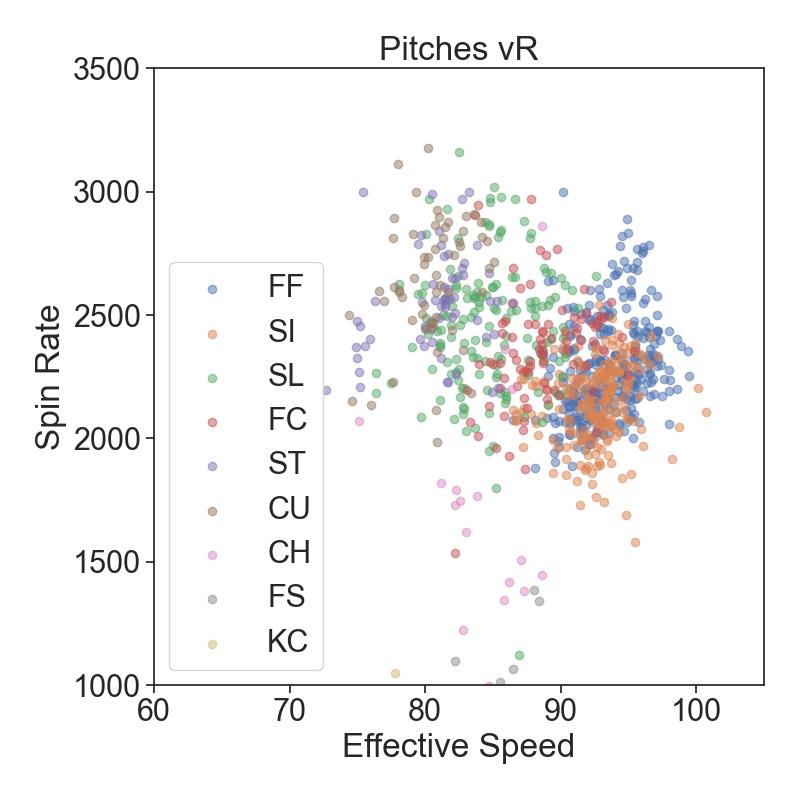 Pitches vR
3500
3000
2500
2000
1500
1000
Spin Rate
FF
SI
SL
FC
ST
CU
CH
FS
KC
60 70 80 90 100
Effective Speed